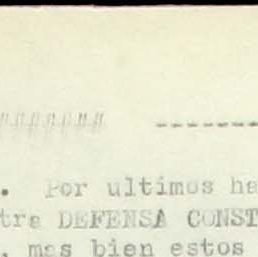 ######## --------
. Por ultimos ha
tra DEFENSA CONST
. mas bien estos